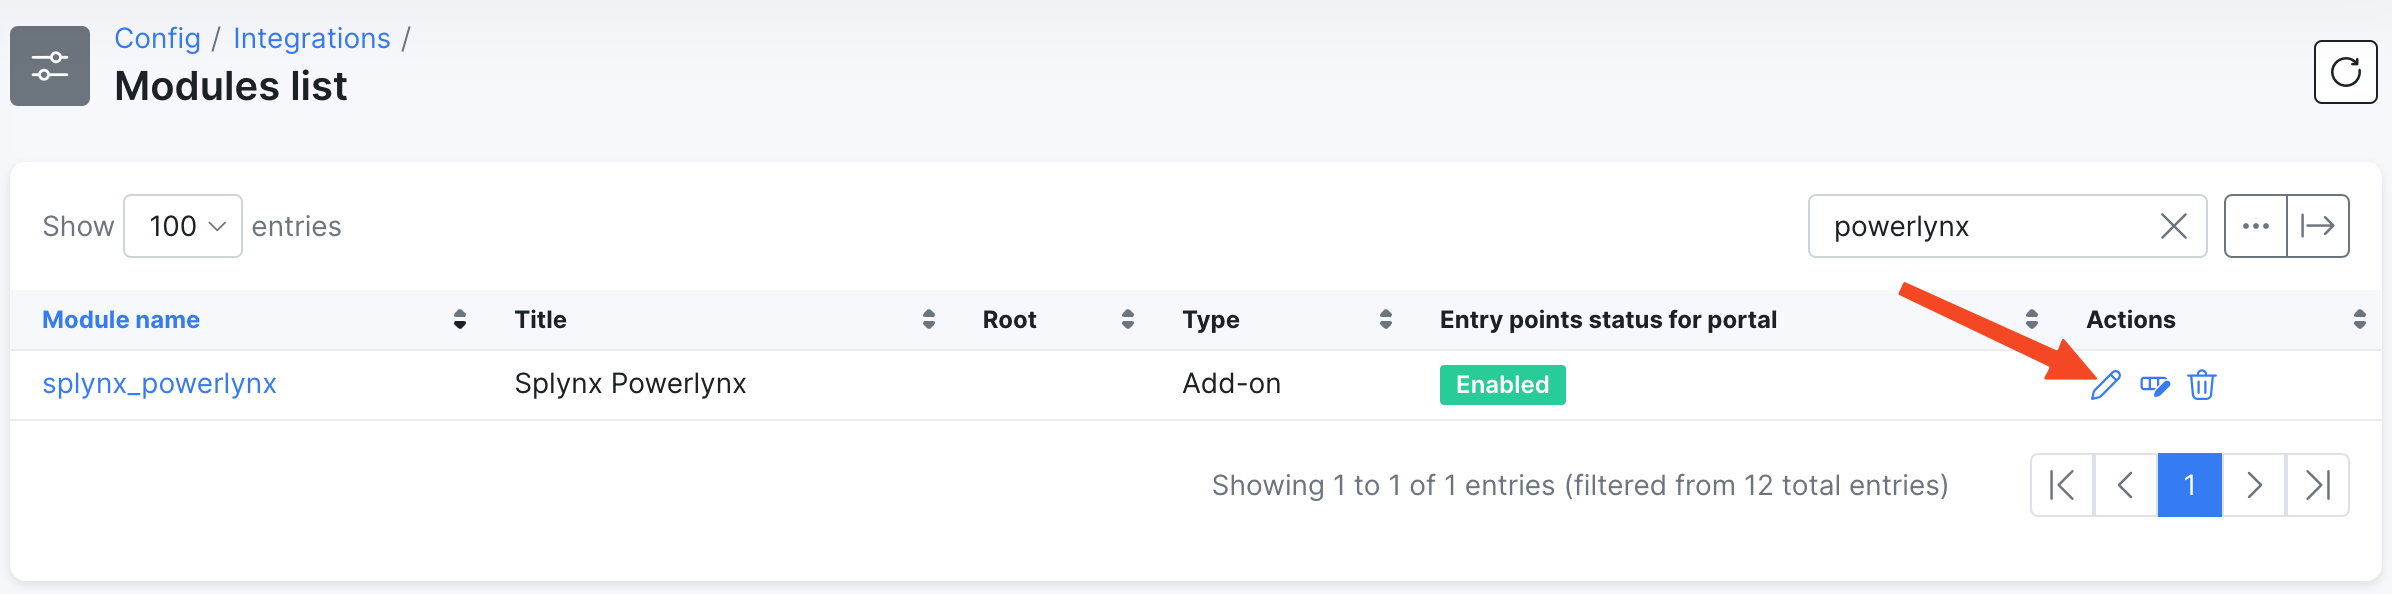 Config / Integrations /
Modules list
Show 100 entries
powerlynx
Module name Title Root Type Entry points status for portal Actions
splynx_powerlynx Splynx Powerlynx Add-on Enabled
Showing 1 to 1 of 1 entries (filtered from 12 total entries)
1